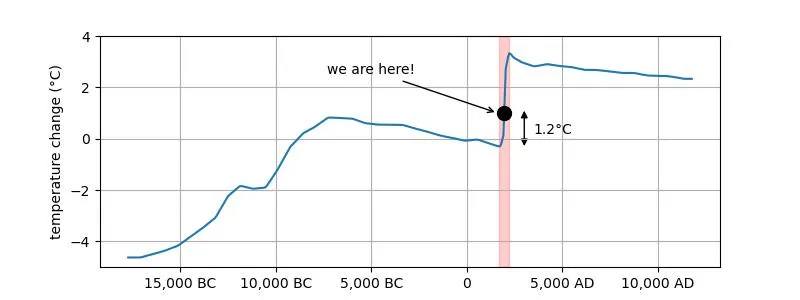 4
2
0
−2
−4
temperature change (°C)
we are here!
1.2°C
15,000 BC
10,000 BC
5,000 BC
0
5,000 AD
10,000 AD